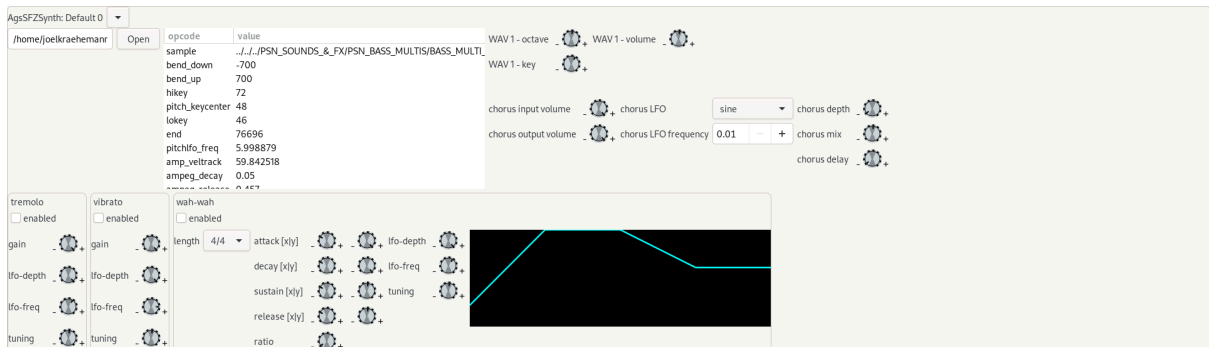 AgsSFZSynth: Default 0
/home/joelkraehemanr
Open
opcode value
sample ../../../PSN_SOUNDS_&_FX/PSN_BASS_MULTIS/BASS_MULTI_
bend_down -700
bend_up 700
hikey 72
pitch_keycenter 48
lokey 46
end 76696
pitchlfo_freq 5.998879
amp_veltrack 59.842518
ampeg_decay 0.05
ampeg_release 0.457
WAV 1 - octave - + WAV 1 - volume - +
WAV 1 - key - +
chorus input volume - + chorus LFO sine chorus depth - +
chorus output volume - + chorus LFO frequency 0.01 - + chorus mix - +
chorus delay - +
tremolo
enabled
gain - +
lfo-depth - +
lfo-freq - +
tuning - +
vibrato
enabled
gain - +
lfo-depth - +
lfo-freq - +
tuning - +
wah-wah
enabled
length 4/4 attack [x|y] - + - + lfo-depth - +
decay [x|y] - + - + lfo-freq - +
sustain [x|y] - + - + tuning - +
release [x|y] - + - +
ratio - +